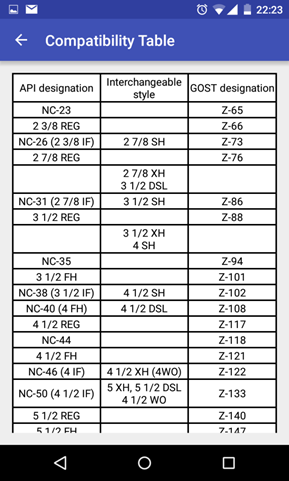 22:23
Compatibility Table
API designation Interchangeable style GOST designation
NC-23 Z-65
2 3/8 REG Z-66
NC-26 (2 3/8 IF) 2 7/8 SH Z-73
2 7/8 REG Z-76
2 7/8 XH
3 1/2 DSL
NC-31 (2 7/8 IF) 3 1/2 SH Z-86
3 1/2 REG Z-88
3 1/2 XH
4 SH
NC-35 Z-94
3 1/2 FH Z-101
NC-38 (3 1/2 IF) 4 1/2 SH Z-102
NC-40 (4 FH) 4 1/2 DSL Z-108
4 1/2 REG Z-117
NC-44 Z-118
4 1/2 FH Z-121
NC-46 (4 IF) 4 1/2 XH (4WO) Z-122
NC-50 (4 1/2 IF) 5 XH, 5 1/2 DSL Z-133
4 1/2 WO
5 1/2 REG Z-140
5 1/2 FH Z-147